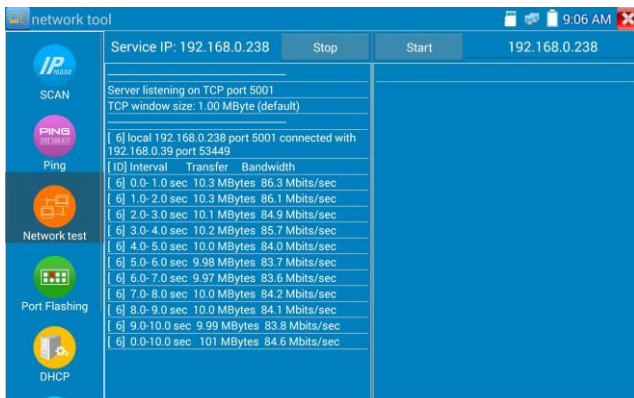 network tool
9:06 AM
Service IP: 192.168.0.238
Stop
Start
192.168.0.238
IP
10.0.0.0
SCAN
PING
Ping
Network test
Port Flashing
DHCP
Server listening on TCP port 5001
TCP window size: 1.00 MByte (default)
[ 6] local 192.168.0.238 port 5001 connected with
192.168.0.39 port 53449
[ ID] Interval Transfer Bandwidth
[ 6] 0.0- 1.0 sec 10.3 MBytes 86.3 Mbits/sec
[ 6] 1.0- 2.0 sec 10.3 MBytes 86.1 Mbits/sec
[ 6] 2.0- 3.0 sec 10.1 MBytes 84.9 Mbits/sec
[ 6] 3.0- 4.0 sec 10.2 MBytes 85.7 Mbits/sec
[ 6] 4.0- 5.0 sec 10.0 MBytes 84.0 Mbits/sec
[ 6] 5.0- 6.0 sec 9.98 MBytes 83.7 Mbits/sec
[ 6] 6.0- 7.0 sec 9.97 MBytes 83.6 Mbits/sec
[ 6] 7.0- 8.0 sec 10.0 MBytes 84.2 Mbits/sec
[ 6] 8.0- 9.0 sec 10.0 MBytes 84.1 Mbits/sec
[ 6] 9.0-10.0 sec 9.99 MBytes 83.8 Mbits/sec
[ 6] 0.0-10.0 sec 101 MBytes 84.6 Mbits/sec